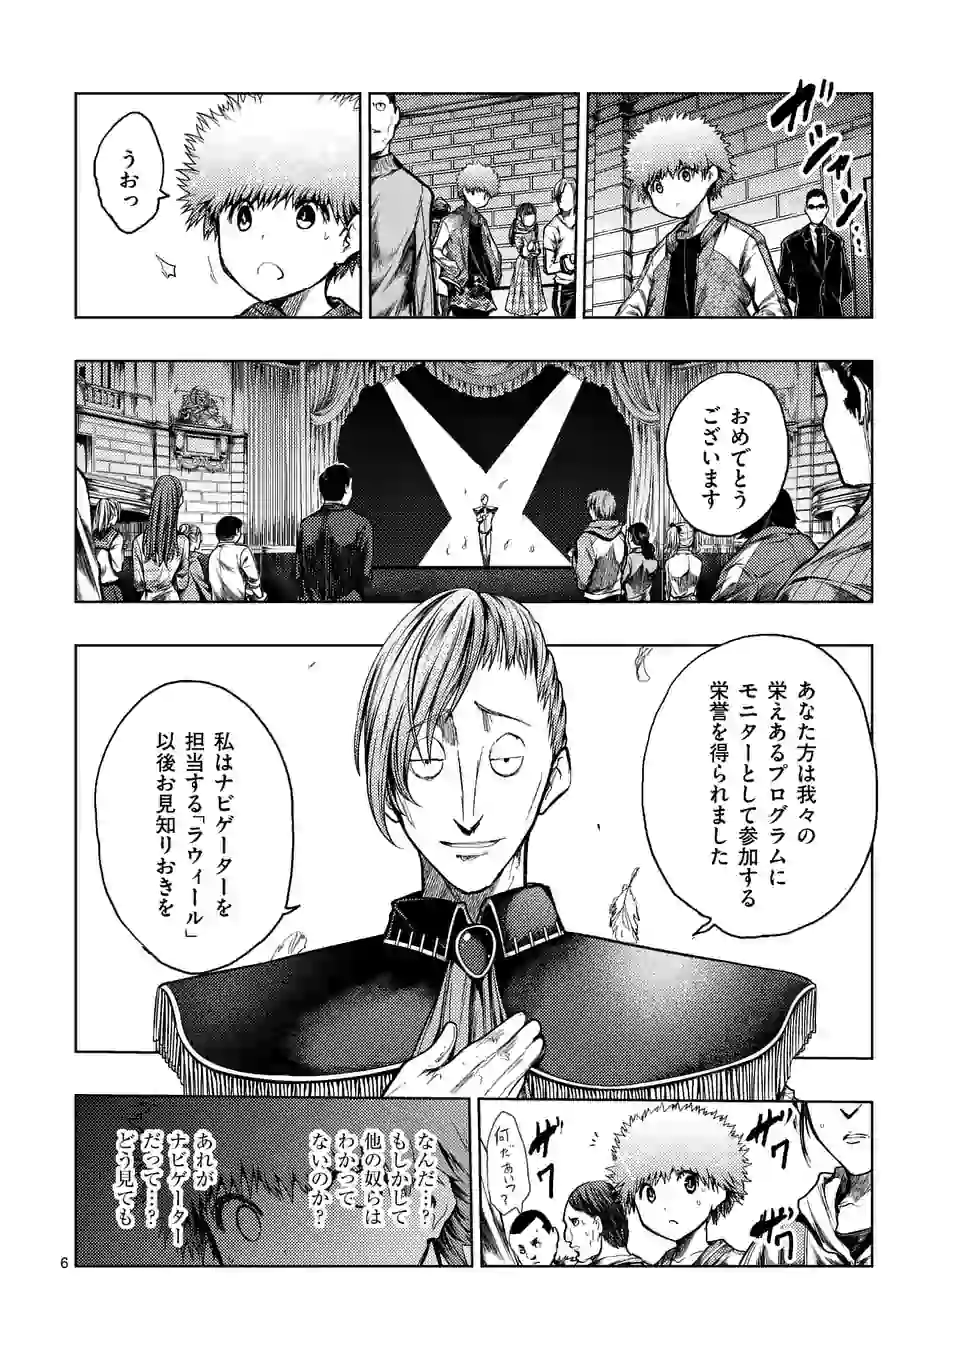 ガシャン
うおっ
おめでとう
ございます
あなた方は我々の
栄えあるプログラムに
モニターとして参加する
栄誉を得られました
私はナビゲーターを
担当する「ラウィール」
以後お見知りおきを
ザワ
ザワ
何だあいつ?
なんだ…?
もしかして
他の奴らは
わかって
ないのか?
あれが
ナビゲーター
だって…?
どう見ても
6